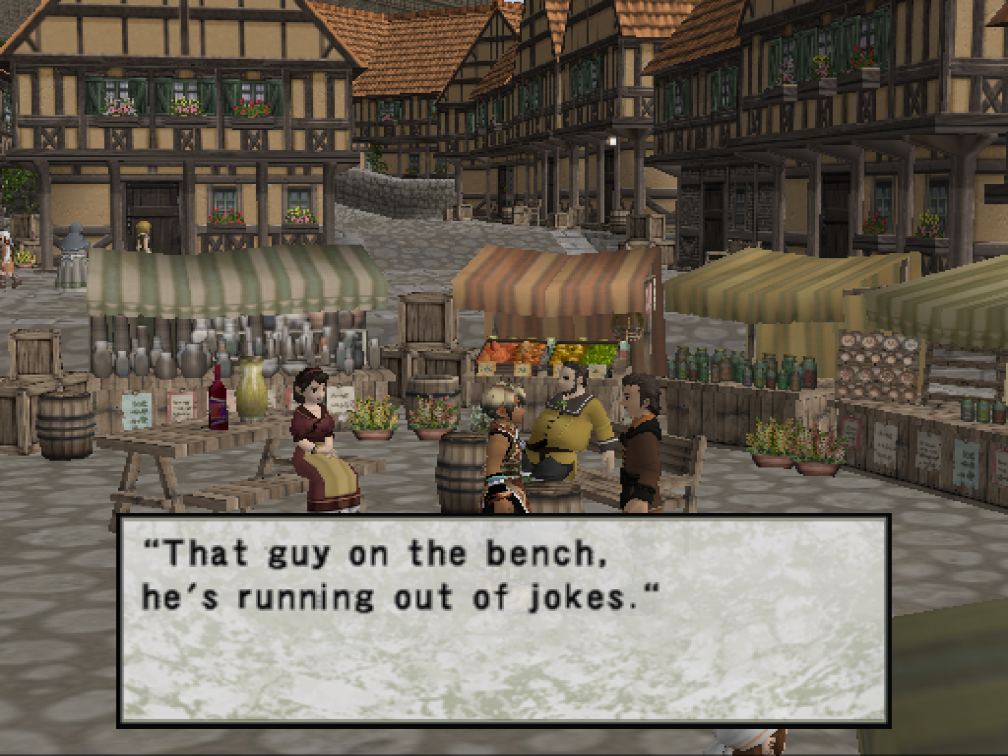 “That guy on the bench,
he's running out of jokes.“